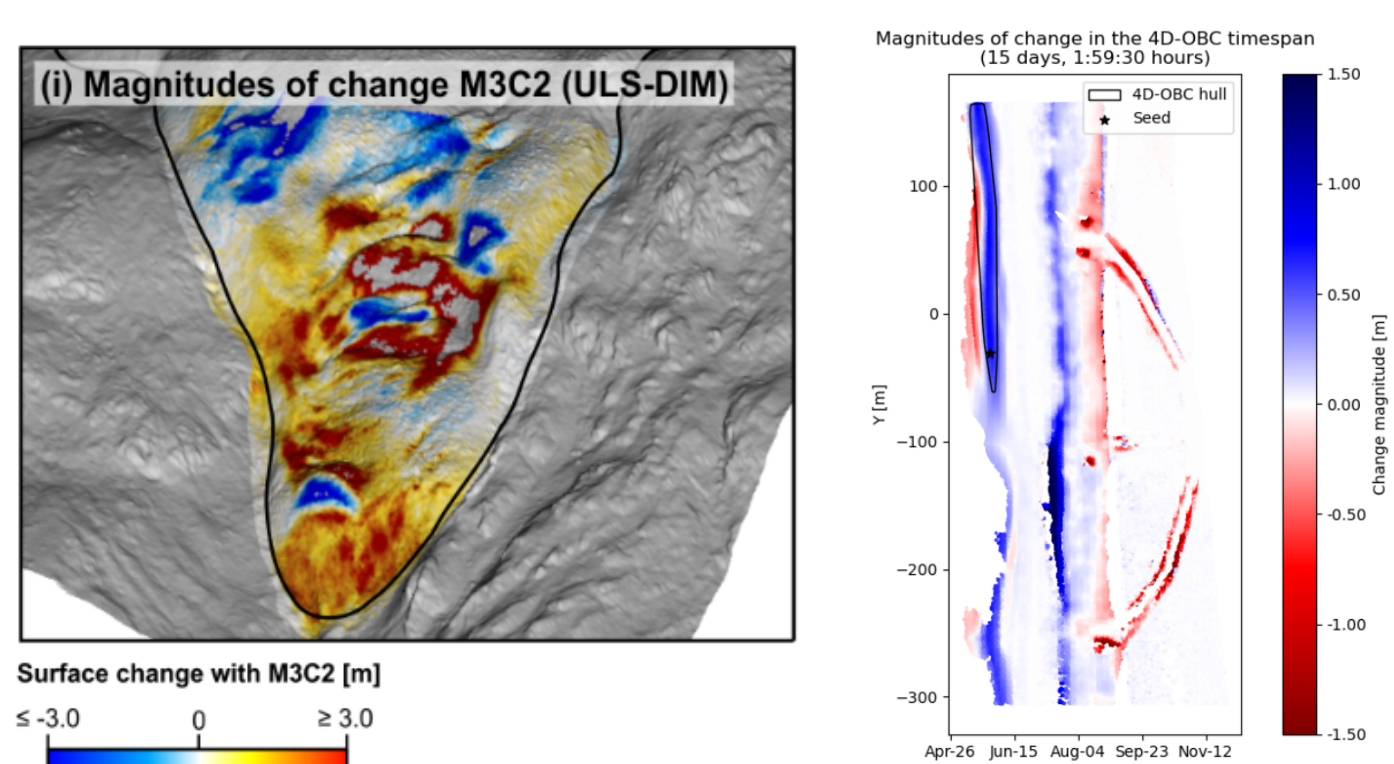 (i) Magnitudes of change M3C2 (ULS-DIM)
Surface change with M3C2 [m]
≤ -3.0 0 ≥ 3.0
Magnitudes of change in the 4D-OBC timespan
(15 days, 1:59:30 hours)
4D-OBC hull
Seed
Y [m]
100
0
−100
−200
−300
Apr-26 Jun-15 Aug-04 Sep-23 Nov-12
1.50
1.00
0.50
0.00
-0.50
-1.00
-1.50
Change magnitude [m]